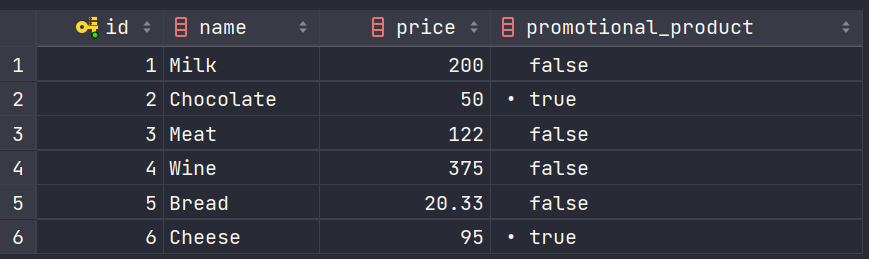 id name price promotional_product
1 1 Milk 200 false
2 2 Chocolate 50 • true
3 3 Meat 122 false
4 4 Wine 375 false
5 5 Bread 20.33 false
6 6 Cheese 95 • true